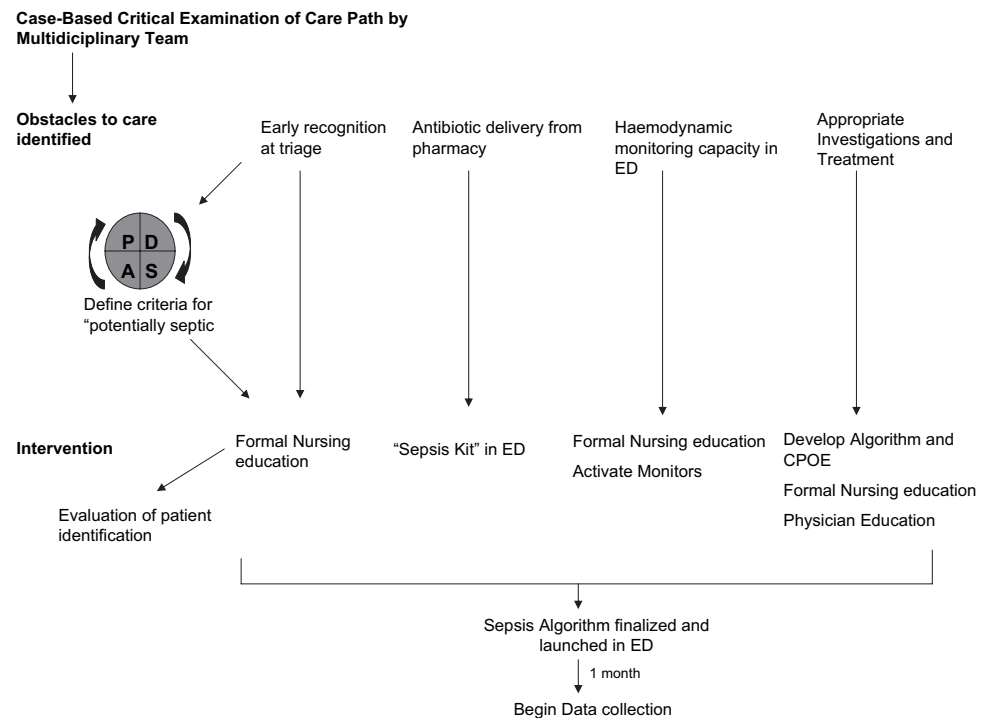 Case-Based Critical Examination of Care Path by
Multidiciplinary Team
Obstacles to care
identified
Early recognition
at triage
Antibiotic delivery from
pharmacy
Haemodynamic
monitoring capacity in
ED
Appropriate
Investigations and
Treatment
P D
A S
Define criteria for
“potentially septic
Intervention
Formal Nursing
education
“Sepsis Kit” in ED
Formal Nursing education
Activate Monitors
Develop Algorithm and
CPOE
Formal Nursing education
Physician Education
Evaluation of patient
identification
Sepsis Algorithm finalized and
launched in ED
1 month
Begin Data collection